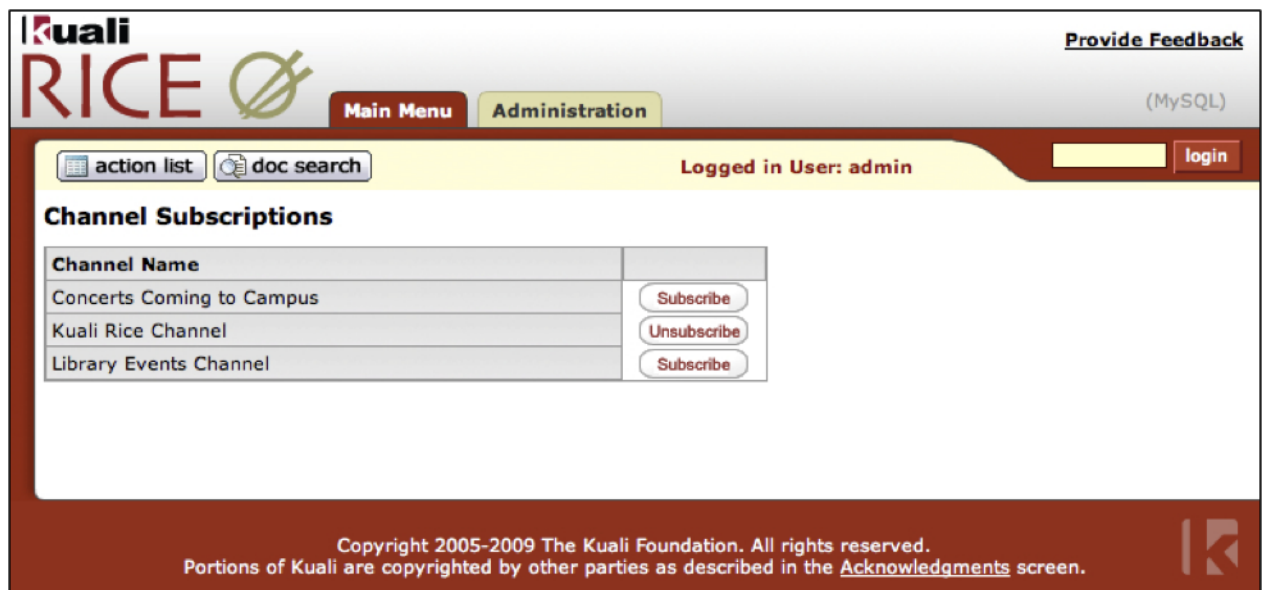 Kuali
RICE
Provide Feedback
Main Menu Administration
(MySQL)
action list doc search Logged in User: admin login
Channel Subscriptions
Channel Name
Concerts Coming to Campus Subscribe
Kuali Rice Channel Unsubscribe
Library Events Channel Subscribe
Copyright 2005-2009 The Kuali Foundation. All rights reserved.
Portions of Kuali are copyrighted by other parties as described in the Acknowledgments screen.